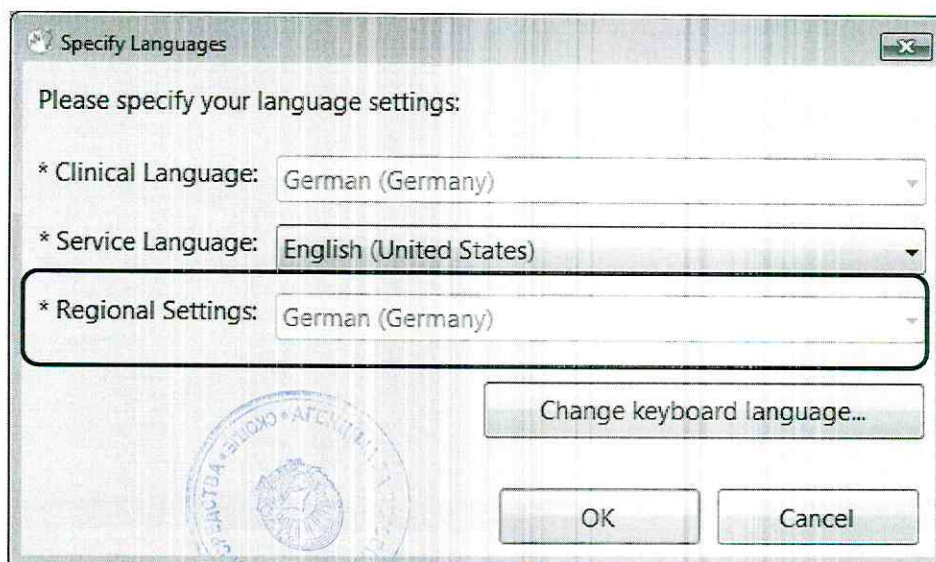 Specify Languages
Please specify your language settings:
* Clinical Language: German (Germany)
* Service Language: English (United States)
* Regional Settings: German (Germany)
Change keyboard language...
OK Cancel